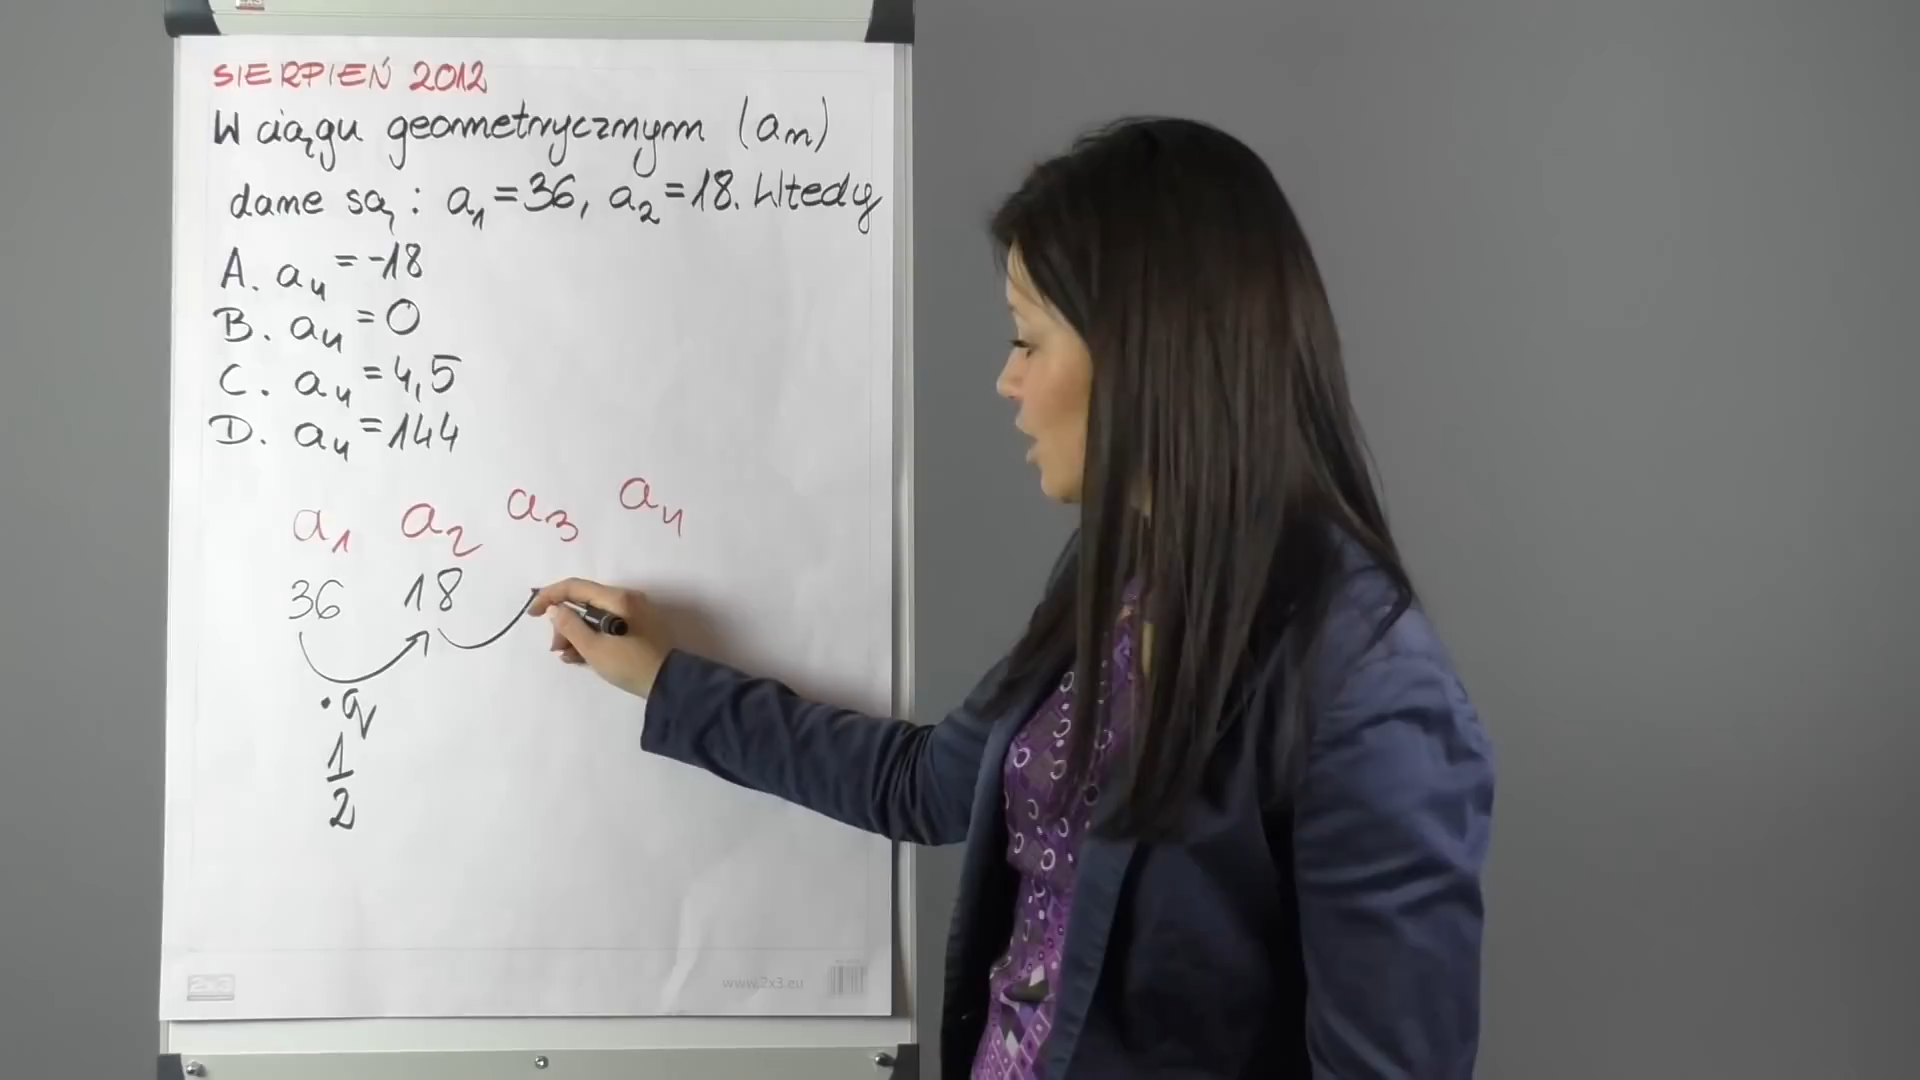 SIERPIEŃ 2012
W ciągu geometrycznym (an)
dane są: a1 = 36, a2 = 18. Wtedy
A. a4 = -18
B. a4 = 0
C. a4 = 4,5
D. a4 = 144
a1 a2 a3 a4
36 18
· q
1
2
2x3 www.2x3.eu